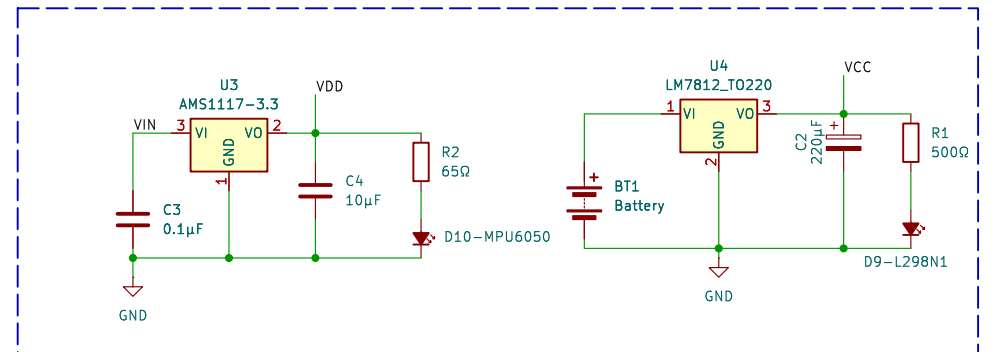 U3
AMS1117-3.3
VDD
VIN
3
VI
VO
2
GND
1
R2
65Ω
C4
10µF
C3
0.1µF
D10-MPU6050
GND
U4
LM7812_TO220
VCC
1
VI
VO
3
GND
2
+
C2
220µF
R1
500Ω
+
BT1
Battery
D9-L298N1
GND